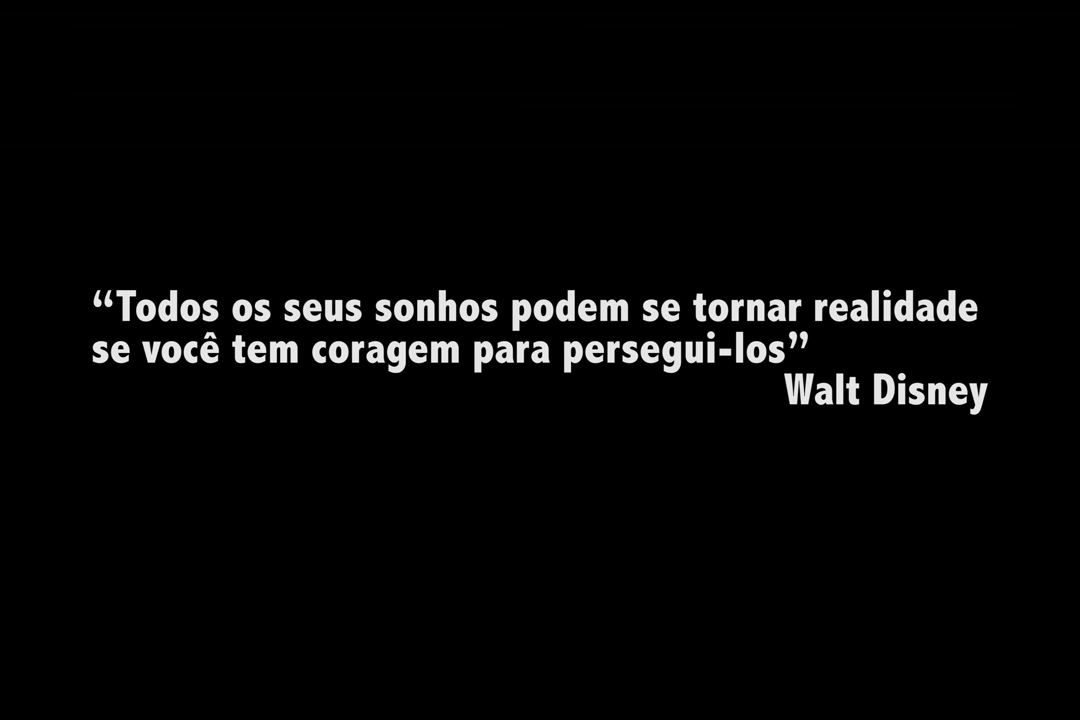 “Todos os seus sonhos podem se tornar realidade
se você tem coragem para persegui-los”
Walt Disney